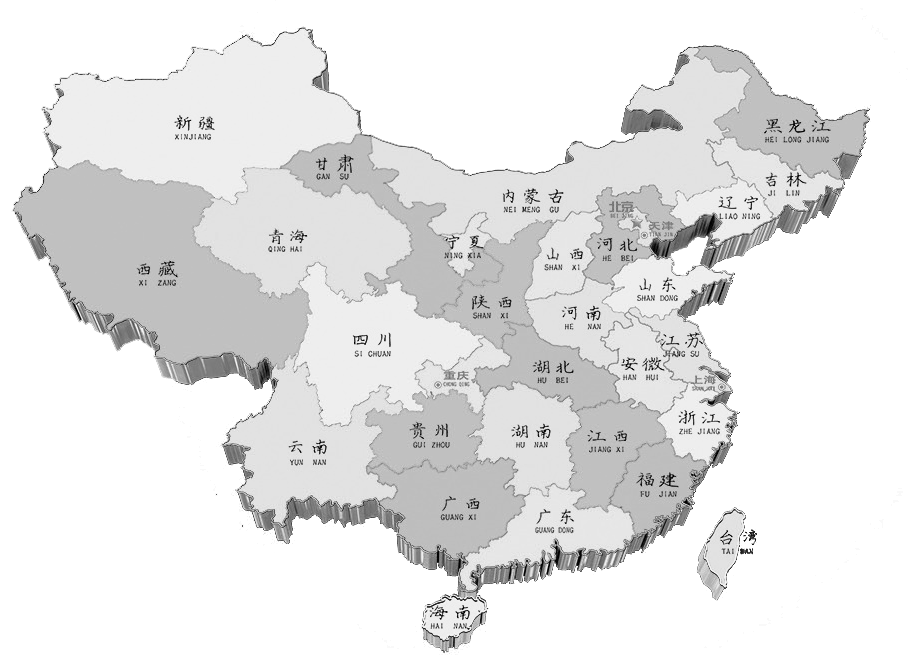 黑龙江
HEI LONG JIANG
新疆
XINJIANG
甘肃
GAN SU
吉林
JI LIN
内蒙古
NEI MENG GU
辽宁
LIAO NING
北京
BEI JING
天津
TIAN JIN
青海
QING HAI
宁夏
NING XIA
山西
SHAN XI
河北
HE BEI
西藏
XI ZANG
山东
SHAN DONG
陕西
SHAN XI
河南
HE NAN
四川
SI CHUAN
江苏
JIANG SU
安微
HAN HUI
湖北
HU BEI
重庆
CHONG QING
上海
浙江
ZHE JIANG
贵州
GUI ZHOU
湖南
HU NAN
江西
JIANG XI
云南
YUN NAN
福建
FU JIAN
广西
GUANG XI
广东
GUANG DONG
台湾
TAI WAN
海南
HAI NAN